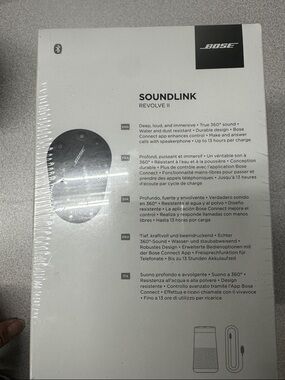 BOSE
SOUNDLINK
REVOLVE II
Deep, loud, and immersive • True 360° sound •
Water and dust resistant • Durable design • Bose
Connect app enhances control • Make and answer
calls with speakerphone • Up to 13 hours per charge
Profond, puissant et immersif • Un véritable son à
360° • Résistant à l'eau et à la poussière • Conception
durable • Plus de contrôle avec l'application Bose
Connect • Fonctionnalité mains-libres pour passer et
prendre des appels téléphoniques • Jusqu'à 13 heures
d'écoute par cycle de charge
Profundo, fuerte y envolvente • Verdadero sonido
en 360° • Resistente al agua y al polvo • Diseño
resistente • La aplicación Bose Connect mejora el
control • Realiza y responde llamadas con manos
libres • Hasta 13 horas por carga
Tief, kraftvoll und beeindruckend • Echter
360°-Sound • Wasser- und staubabweisend •
Robustes Design • Erweiterte Bedienoptionen mit
der Bose Connect App • Freisprechfunktion für
Telefonate • Bis zu 13 Stunden Akkulaufzeit
Suono profondo e avvolgente • Suono a 360° •
Resistenza all'acqua e alla polvere • Design
resistente • Controllo avanzato tramite l'App Bose
Connect • Effettua e ricevi chiamate con il vivavoce
• Fino a 13 ore di utilizzo per ricarica